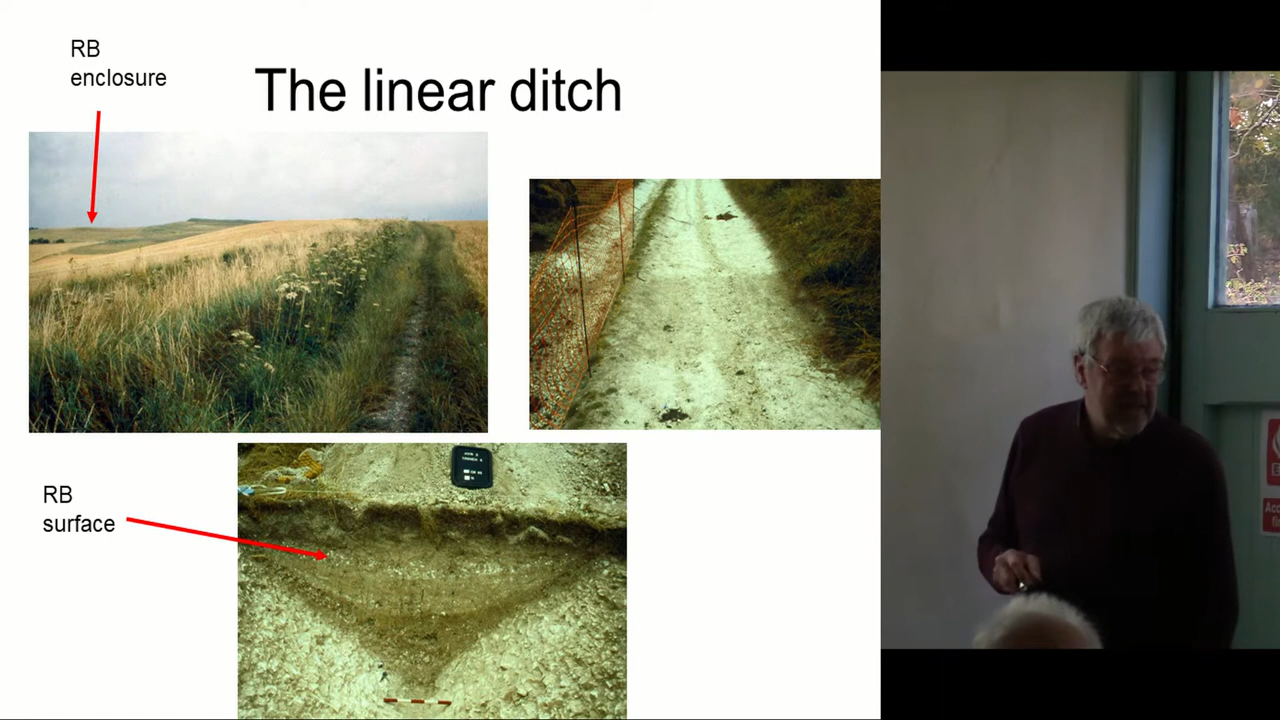 RB
enclosure
The linear ditch
RB
surface